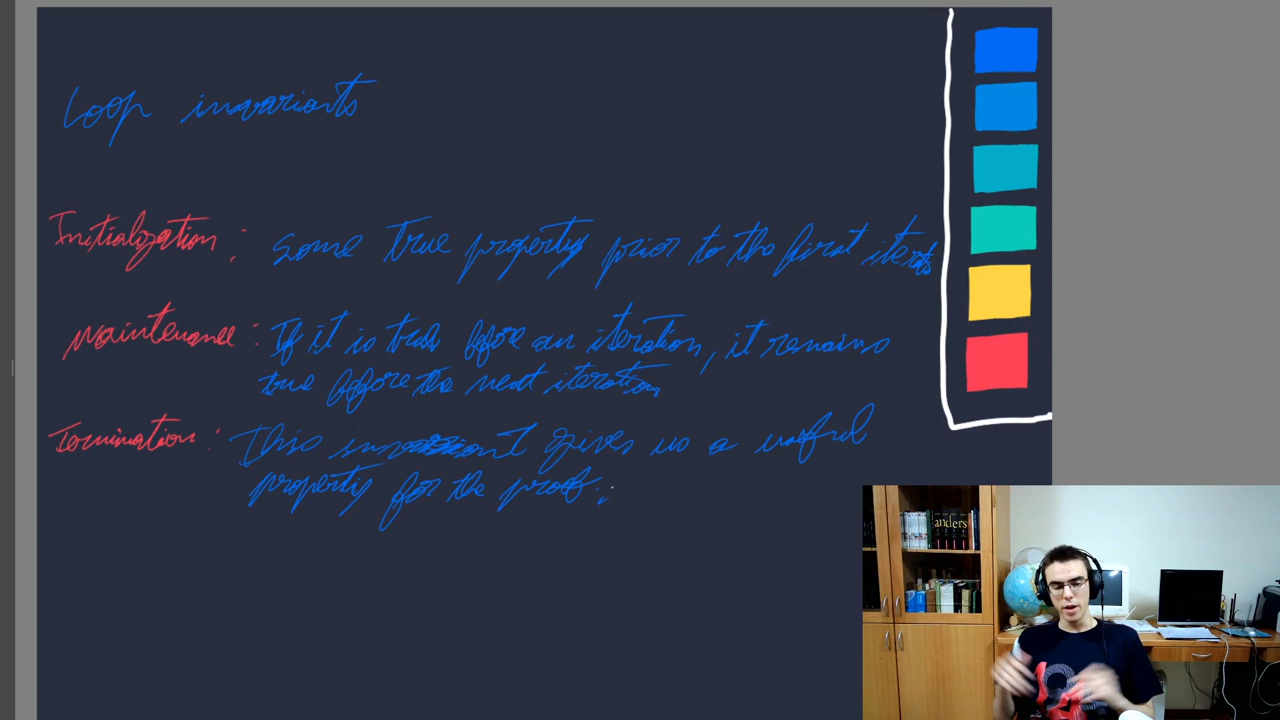 Loop invariants
Initialization: Some true property prior to the first iterats
Maintenance: If it is true before an iteration, it remains
true before the next iteration
Termination: This invariant gives us a useful
property for the proof.
anders